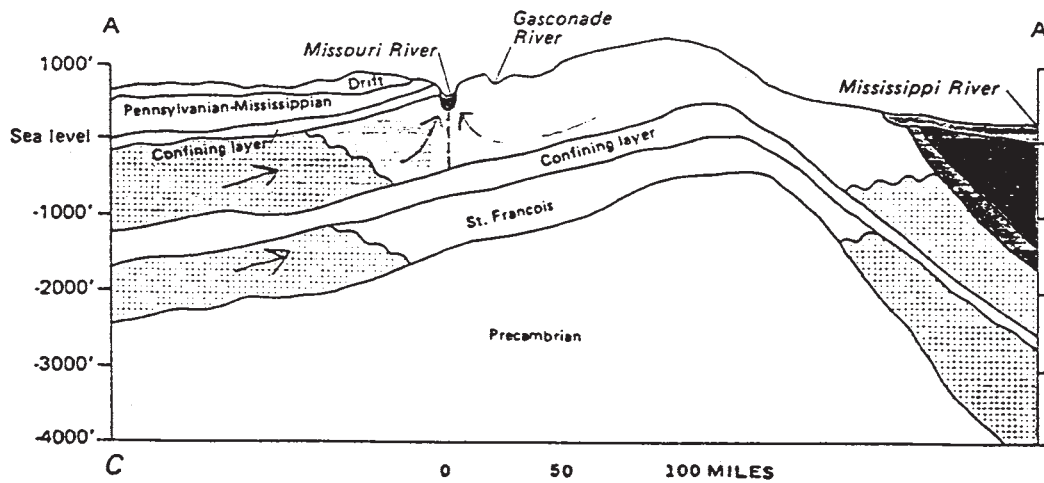 A
A
Gasconade
River
Missouri River
1000'
Drift
Mississippi River
Pennsylvanian-Mississippian
Sea level
Confining layer
Confining layer
-1000'
St. Francois
-2000'
Precambrian
-3000'
-4000'
C
0 50 100 MILES